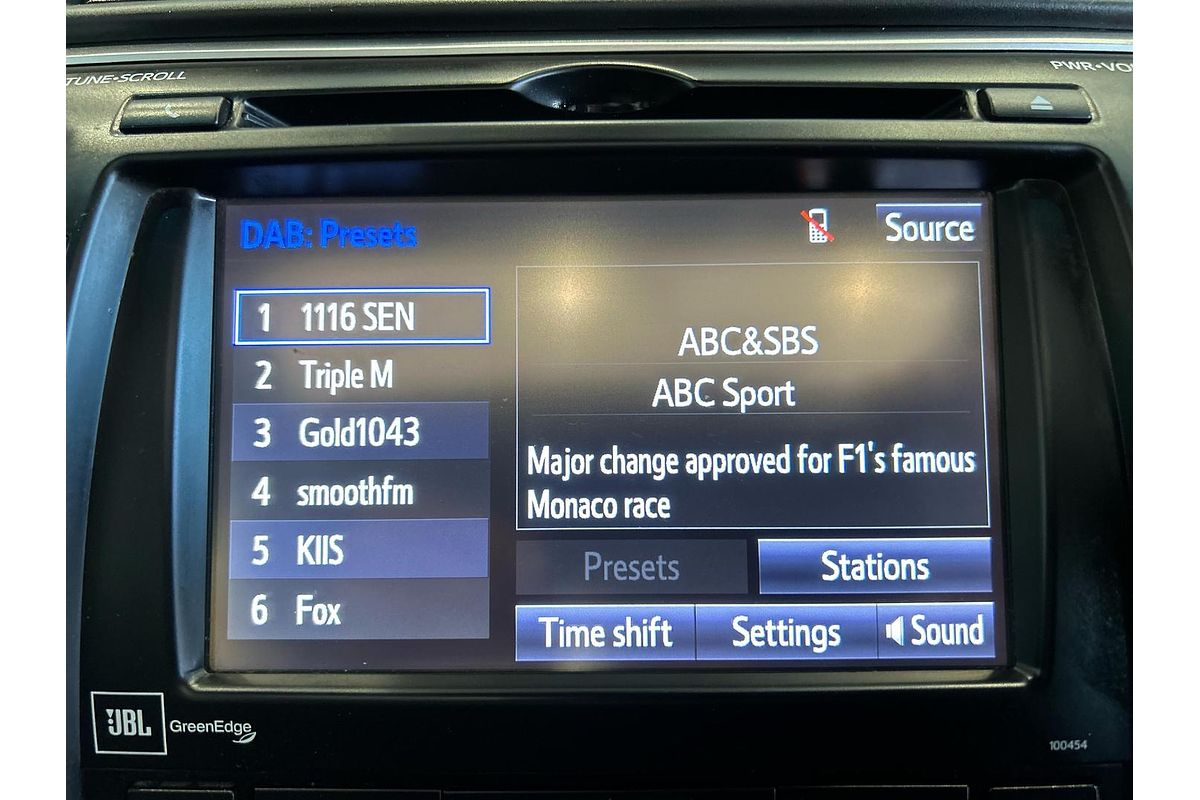 TUNE•SCROLL
PWR•VO
DAB: Presets
Source
1 1116 SEN
2 Triple M
3 Gold1043
4 smoothfm
5 KIIS
6 Fox
ABC&SBS
ABC Sport
Major change approved for F1's famous
Monaco race
Presets
Stations
Time shift
Settings
Sound
JBL
GreenEdge
100454